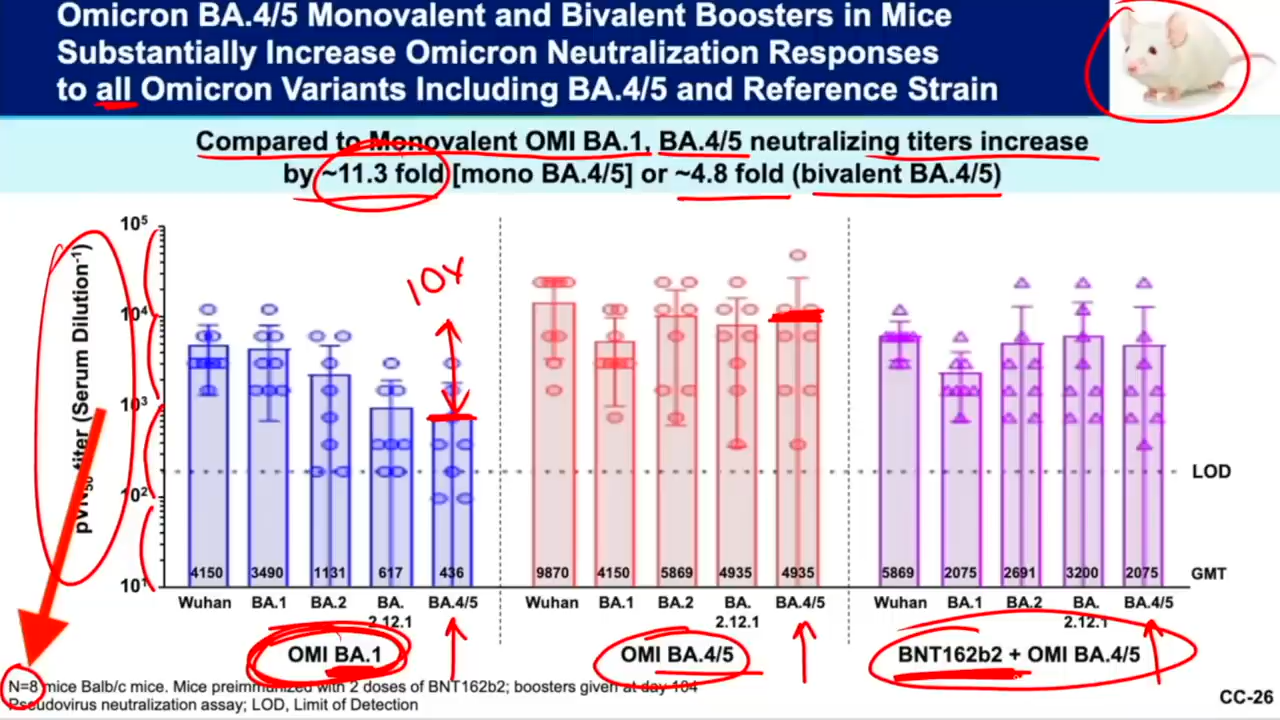 Omicron BA.4/5 Monovalent and Bivalent Boosters in Mice
Substantially Increase Omicron Neutralization Responses
to all Omicron Variants Including BA.4/5 and Reference Strain
Compared to Monovalent OMI BA.1, BA.4/5 neutralizing titers increase
by ~11.3 fold [mono BA.4/5] or ~4.8 fold (bivalent BA.4/5)
pVN50 titer (Serum Dilution-1)
10⁵
10⁴
10³
10²
10¹
10X
LOD
4150 3490 1131 617 436 9870 4150 5869 4935 4935 5869 2075 2691 3200 2075 GMT
Wuhan BA.1 BA.2 BA. BA.4/5 Wuhan BA.1 BA.2 BA. BA.4/5 Wuhan BA.1 BA.2 BA. BA.4/5
2.12.1 2.12.1 2.12.1
OMI BA.1 OMI BA.4/5 BNT162b2 + OMI BA.4/5
N=8 mice Balb/c mice. Mice preimmunized with 2 doses of BNT162b2; boosters given at day 104
Pseudovirus neutralization assay; LOD, Limit of Detection
CC-26